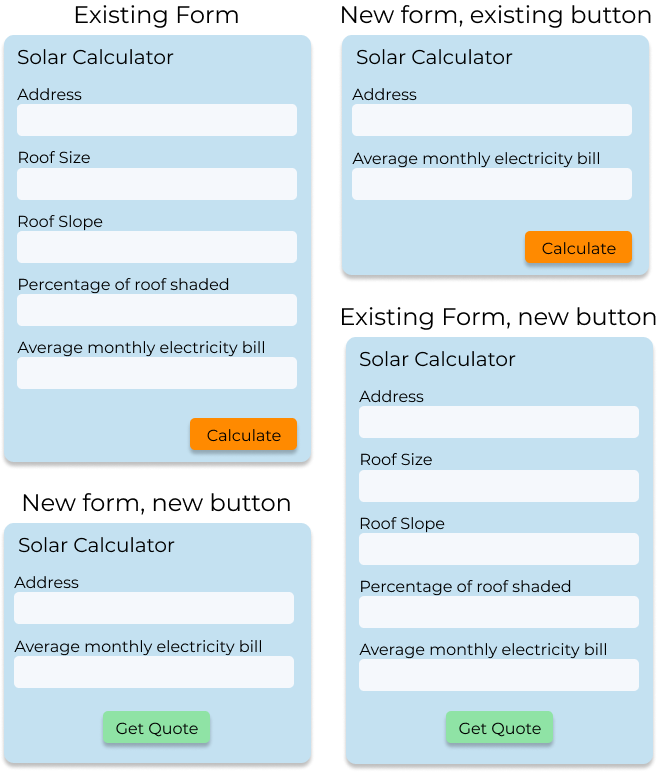 Existing Form
Solar Calculator
Address
Roof Size
Roof Slope
Percentage of roof shaded
Average monthly electricity bill
Calculate
New form, existing button
Solar Calculator
Address
Average monthly electricity bill
Calculate
New form, new button
Solar Calculator
Address
Average monthly electricity bill
Get Quote
Existing Form, new button
Solar Calculator
Address
Roof Size
Roof Slope
Percentage of roof shaded
Average monthly electricity bill
Get Quote